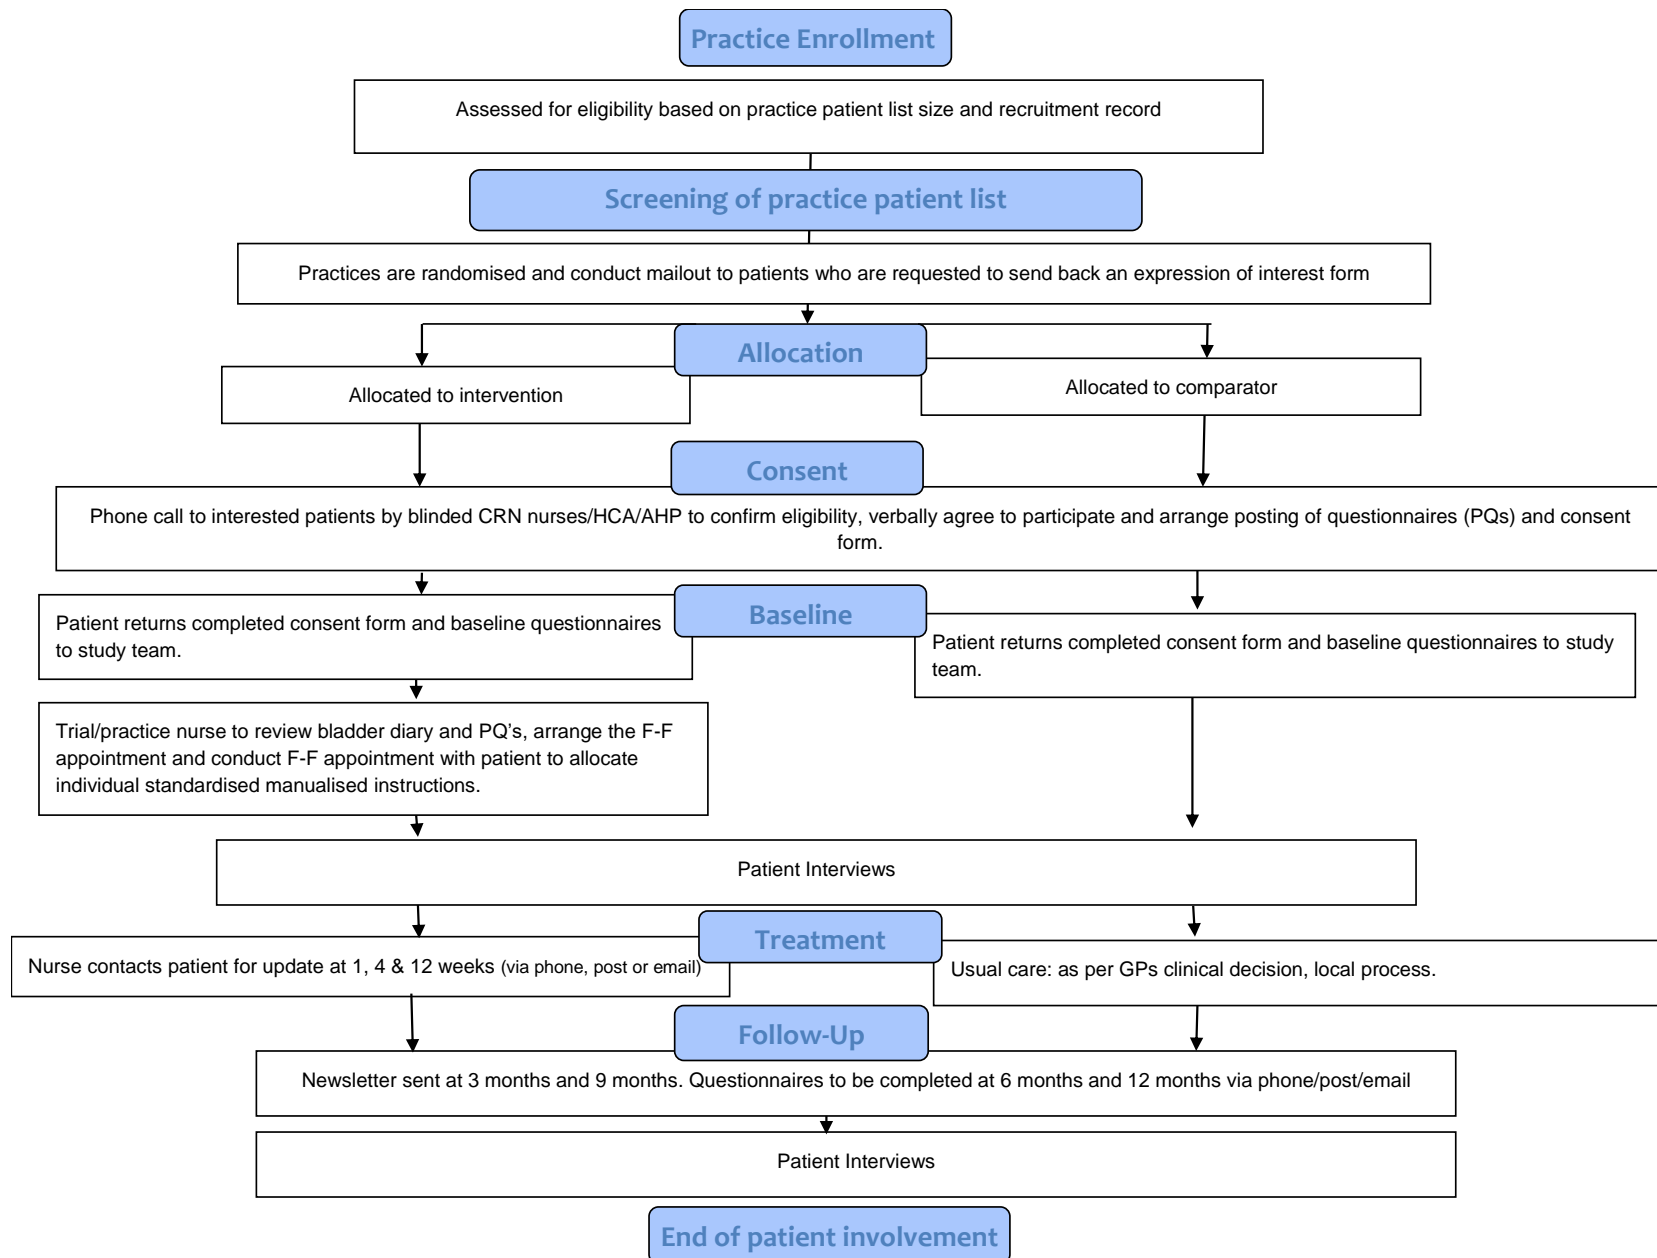 Practice Enrollment
Assessed for eligibility based on practice patient list size and recruitment record
Screening of practice patient list
Practices are randomised and conduct mailout to patients who are requested to send back an expression of interest form
Allocation
Allocated to intervention
Allocated to comparator
Consent
Phone call to interested patients by blinded CRN nurses/HCA/AHP to confirm eligibility, verbally agree to participate and arrange posting of questionnaires (PQs) and consent
form.
Baseline
Patient returns completed consent form and baseline questionnaires
to study team.
Patient returns completed consent form and baseline questionnaires to study
team.
Trial/practice nurse to review bladder diary and PQ's, arrange the F-F
appointment and conduct F-F appointment with patient to allocate
individual standardised manualised instructions.
Patient Interviews
Treatment
Nurse contacts patient for update at 1, 4 & 12 weeks (via phone, post or email)
Usual care: as per GPs clinical decision, local process.
Follow-Up
Newsletter sent at 3 months and 9 months. Questionnaires to be completed at 6 months and 12 months via phone/post/email
Patient Interviews
End of patient involvement